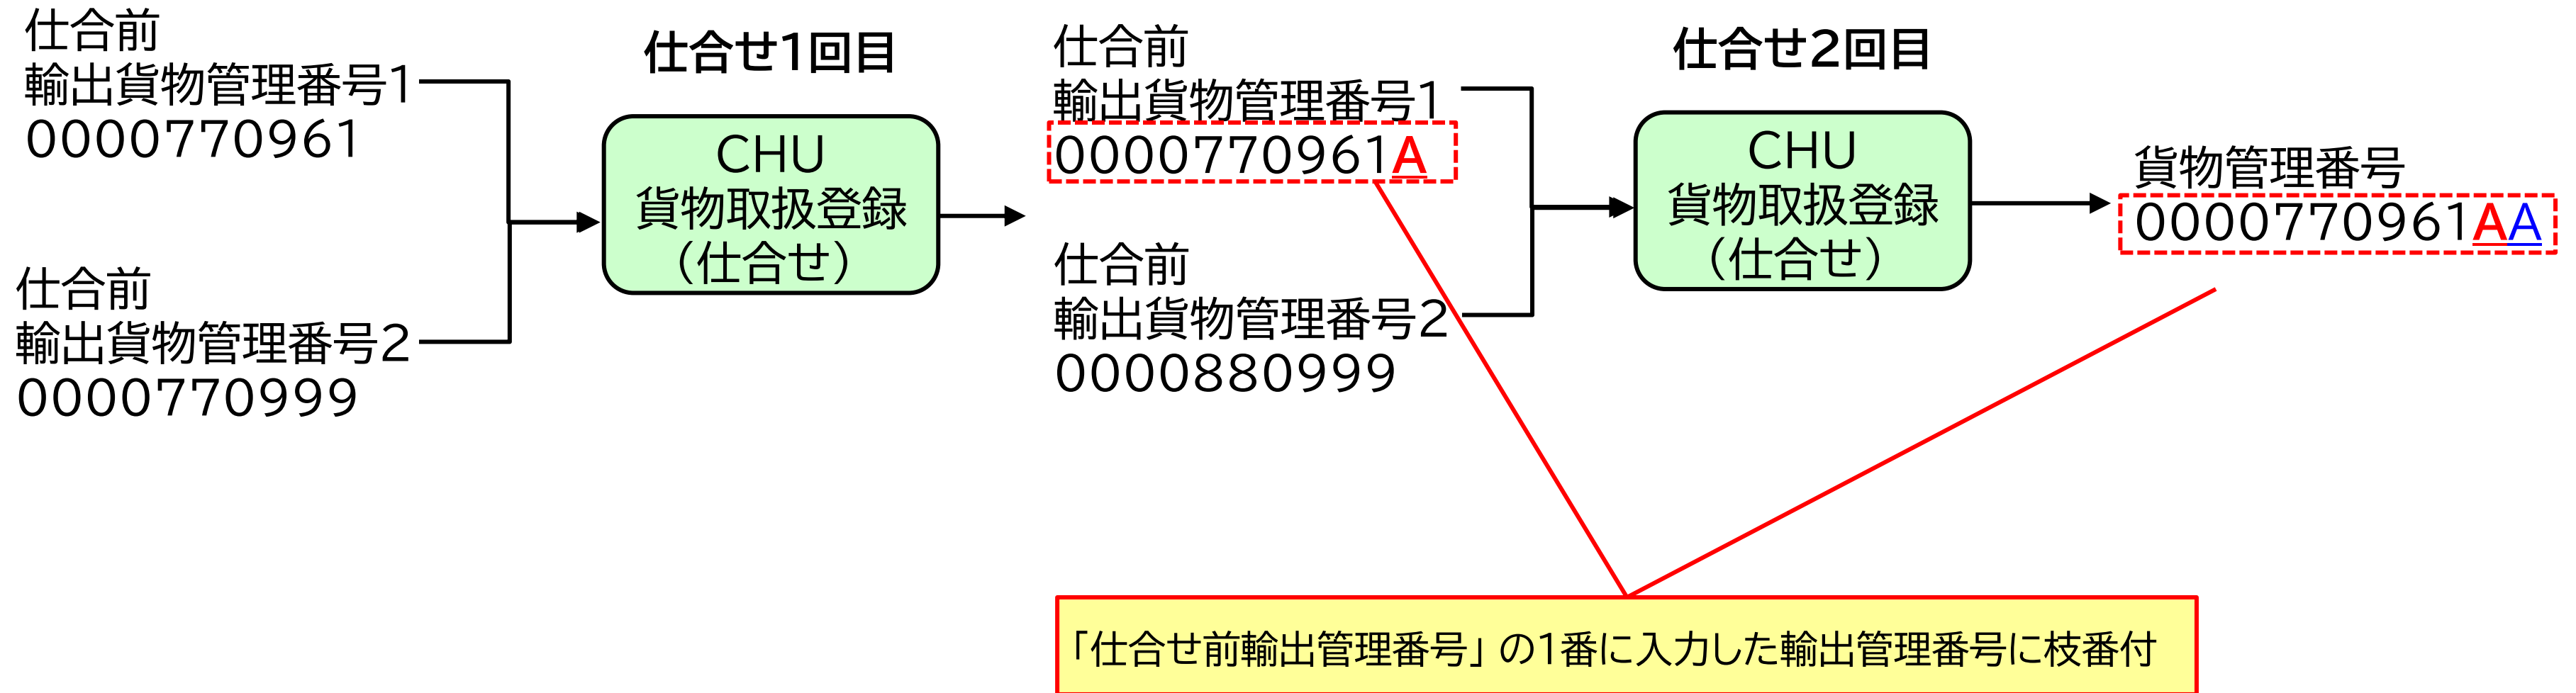 仕合前
輸出貨物管理番号1
0000770961
仕合前
輸出貨物管理番号2
0000770999
仕合せ1回目
CHU
貨物取扱登録
（仕合せ）
仕合前
輸出貨物管理番号1
0000770961A
仕合前
輸出貨物管理番号2
0000880999
仕合せ2回目
CHU
貨物取扱登録
（仕合せ）
貨物管理番号
0000770961AA
「仕合せ前輸出管理番号」の1番に入力した輸出管理番号に枝番付